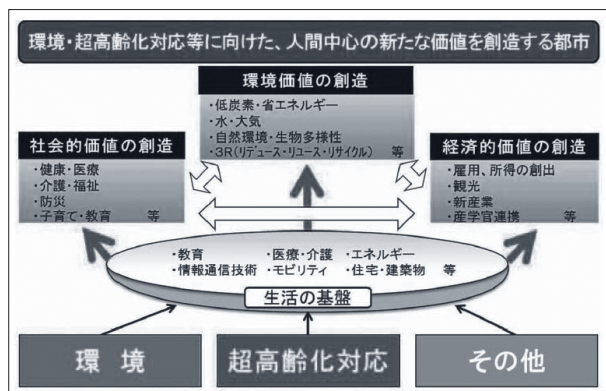 環境・超高齢化対応等に向けた、人間中心の新たな価値を創造する都市
環境価値の創造
・低炭素・省エネルギー
・水・大気
・自然環境・生物多様性
・3R(リデュース・リユース・リサイクル) 等
社会的価値の創造
・健康・医療
・介護・福祉
・防災
・子育て・教育 等
経済的価値の創造
・雇用、所得の創出
・観光
・新産業
・産学官連携 等
・教育 ・医療・介護 ・エネルギー
・情報通信技術 ・モビリティ ・住宅・建築物 等
生活の基盤
環境
超高齢化対応
その他